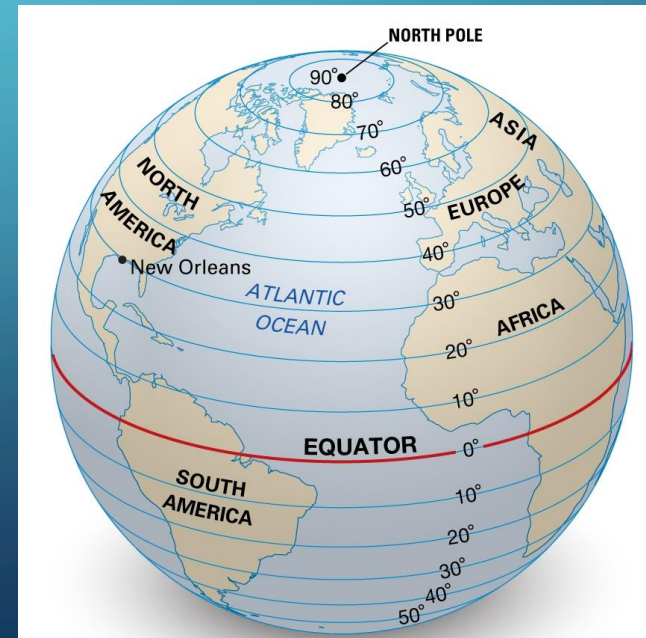 NORTH POLE
90°
80°
70°
60°
50°
40°
30°
20°
10°
0°
10°
20°
30°
40°
50°
ASIA
EUROPE
NORTH
AMERICA
New Orleans
ATLANTIC
OCEAN
AFRICA
EQUATOR
SOUTH
AMERICA